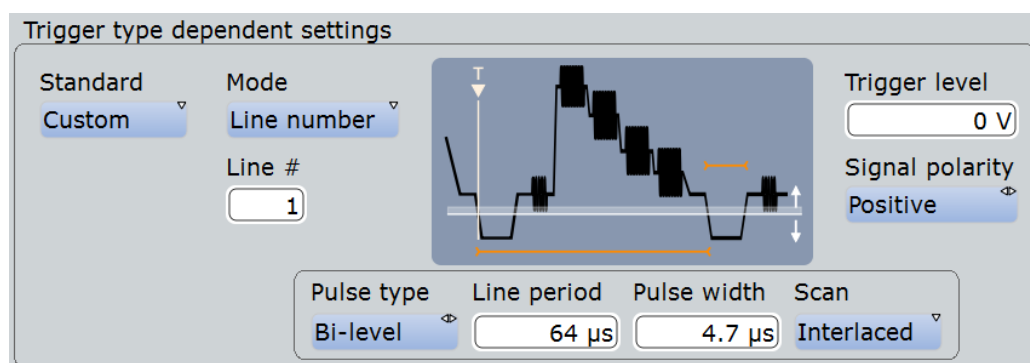 Trigger type dependent settings
Standard
Mode
Trigger level
Custom
Line number
0 V
Line #
Signal polarity
1
Positive
T
Pulse type
Line period
Pulse width
Scan
Bi-level
64 µs
4.7 µs
Interlaced